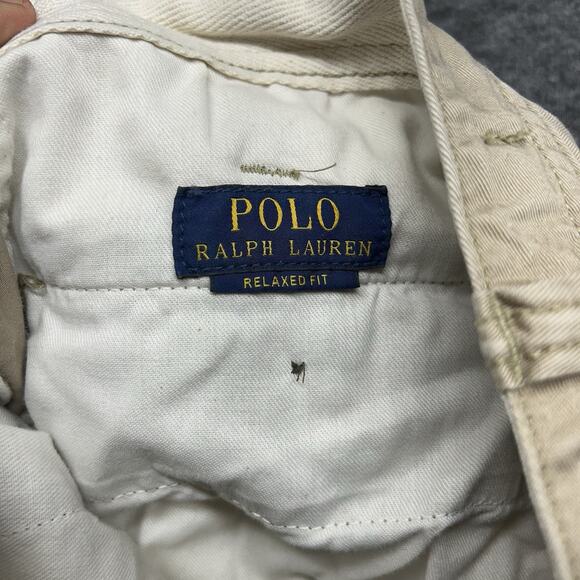 POLO
RALPH LAUREN
RELAXED FIT